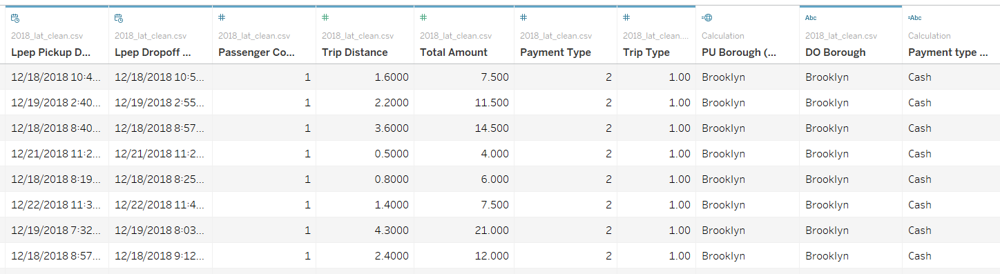 # # # # #
Abc =Abc
2018_lat_clean.csv 2018_lat_clean.csv 2018_lat_clean.csv 2018_lat_clean.csv 2018_lat_clean.csv 2018_lat_clean.csv 2018_lat_clean.... Calculation 2018_lat_clean.csv Calculation
Lpep Pickup D... Lpep Dropoff ... Passenger Co... Trip Distance Total Amount Payment Type Trip Type PU Borough (... DO Borough Payment type ...
12/18/2018 10:4... 12/18/2018 10:5... 1 1.6000 7.500 2 1.00 Brooklyn Brooklyn Cash
12/19/2018 2:40... 12/19/2018 2:55... 1 2.2000 11.500 2 1.00 Brooklyn Brooklyn Cash
12/18/2018 8:40... 12/18/2018 8:57... 1 3.6000 14.500 2 1.00 Brooklyn Brooklyn Cash
12/21/2018 11:2... 12/21/2018 11:2... 1 0.5000 4.000 2 1.00 Brooklyn Brooklyn Cash
12/18/2018 8:19... 12/18/2018 8:25... 1 0.8000 6.000 2 1.00 Brooklyn Brooklyn Cash
12/22/2018 11:3... 12/22/2018 11:4... 1 1.4000 7.500 2 1.00 Brooklyn Brooklyn Cash
12/19/2018 7:32... 12/19/2018 8:03... 1 4.3000 21.000 2 1.00 Brooklyn Brooklyn Cash
12/18/2018 8:57... 12/18/2018 9:12... 1 2.4000 12.000 2 1.00 Brooklyn Brooklyn Cash